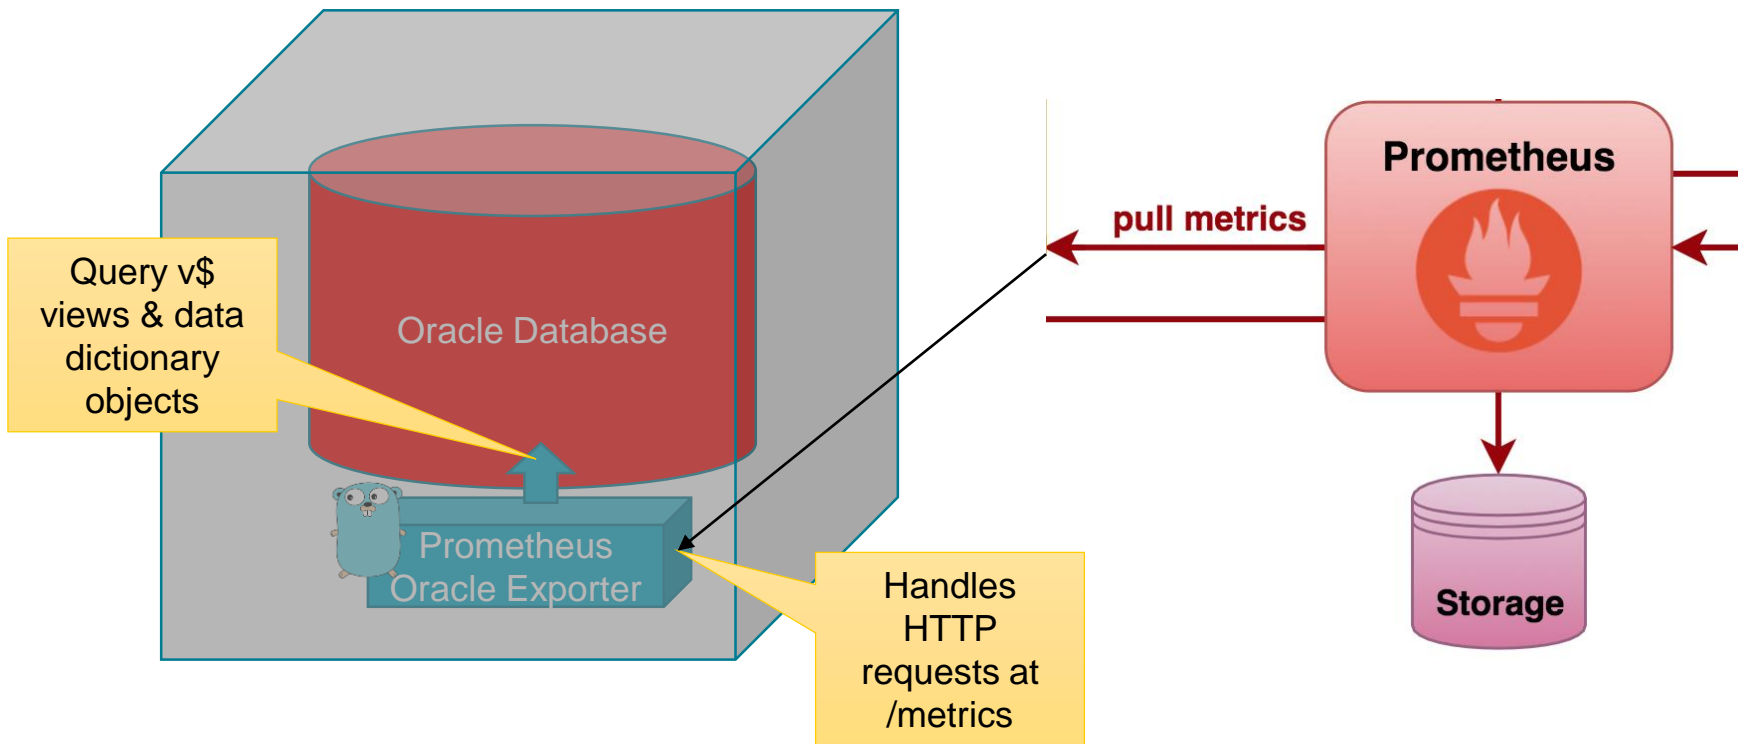 Prometheus
pull metrics
Query v$
views & data
dictionary
objects
Oracle Database
Prometheus
Oracle Exporter
Handles
HTTP
requests at
/metrics
Storage